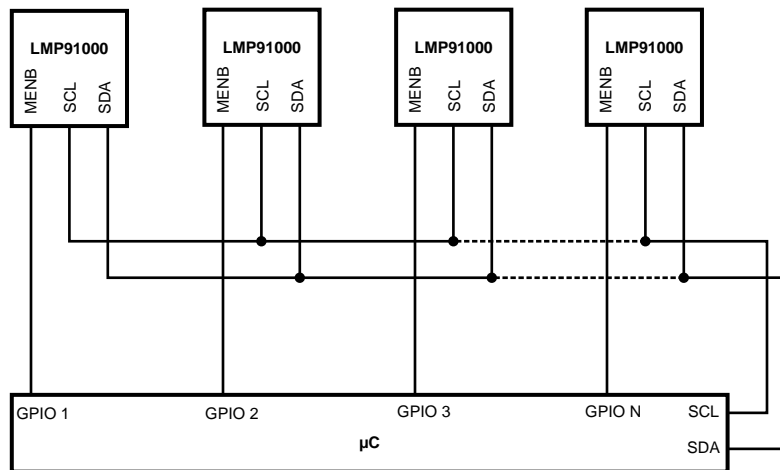 LMP91000 LMP91000 LMP91000 LMP91000
MENB SCL SDA MENB SCL SDA MENB SCL SDA MENB SCL SDA
GPIO 1 GPIO 2 GPIO 3 GPIO N SCL
µC SDA